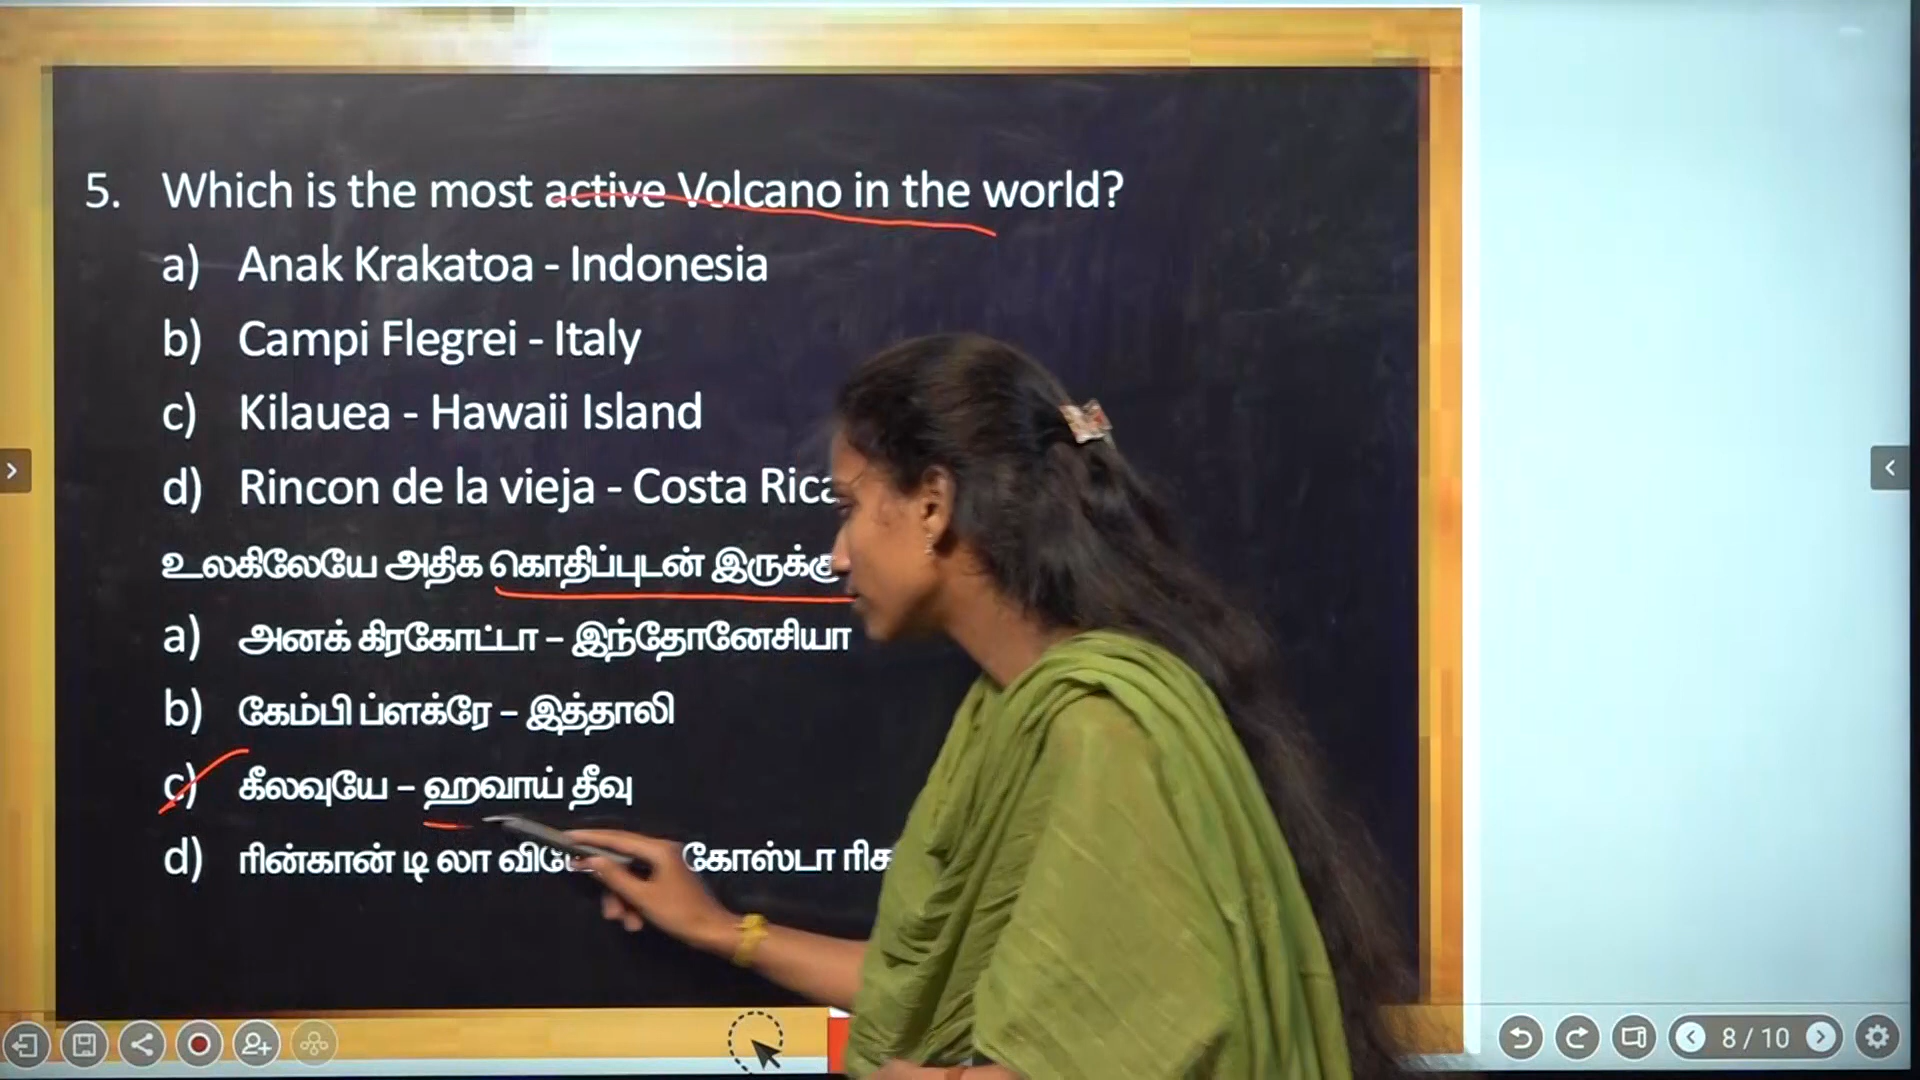 5. Which is the most active Volcano in the world?
a) Anak Krakatoa - Indonesia
b) Campi Flegrei - Italy
c) Kilauea - Hawaii Island
d) Rincon de la vieja - Costa Rica
உலகிலேயே அதிக கொதிப்புடன்
a) அனக் கிரகோட்டா – இந்தோனேசியா
b) கேம்பி ப்ளக்ரே – இத்தாலி
c) கீலவுயே – ஹவாய் தீவு
d) ரின்கான் டி லா கோஸ்டா
8 / 10